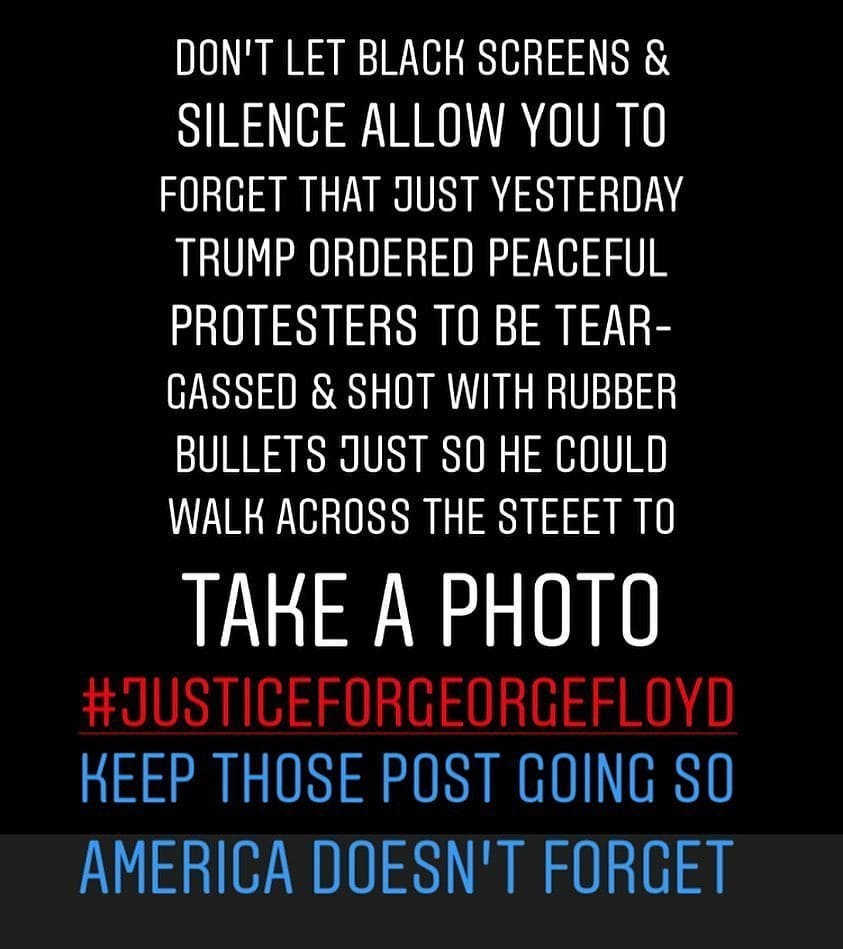 DON'T LET BLACK SCREENS &
SILENCE ALLOW YOU TO
FORGET THAT JUST YESTERDAY
TRUMP ORDERED PEACEFUL
PROTESTERS TO BE TEAR-
GASSED & SHOT WITH RUBBER
BULLETS JUST SO HE COULD
WALK ACROSS THE STEEET TO
TAKE A PHOTO
#JUSTICEFORGEORGEFLOYD
KEEP THOSE POST GOING SO
AMERICA DOESN'T FORGET